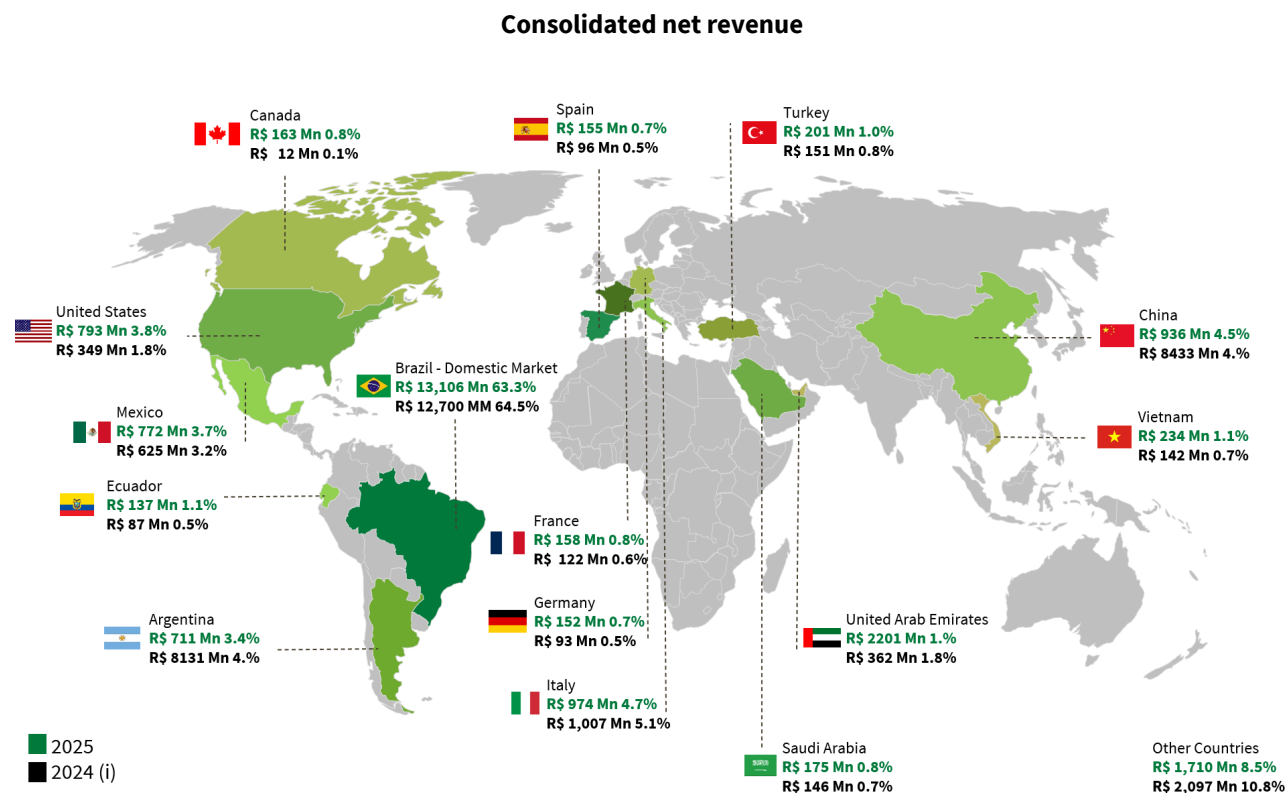 Consolidated net revenue
Canada
R$ 163 Mn 0.8%
R$ 12 Mn 0.1%
Spain
R$ 155 Mn 0.7%
R$ 96 Mn 0.5%
Turkey
R$ 201 Mn 1.0%
R$ 151 Mn 0.8%
United States
R$ 793 Mn 3.8%
R$ 349 Mn 1.8%
China
R$ 936 Mn 4.5%
R$ 8433 Mn 4.%
Brazil - Domestic Market
R$ 13,106 Mn 63.3%
R$ 12,700 MM 64.5%
Mexico
R$ 772 Mn 3.7%
R$ 625 Mn 3.2%
Vietnam
R$ 234 Mn 1.1%
R$ 142 Mn 0.7%
Ecuador
R$ 137 Mn 1.1%
R$ 87 Mn 0.5%
France
R$ 158 Mn 0.8%
R$ 122 Mn 0.6%
Germany
R$ 152 Mn 0.7%
R$ 93 Mn 0.5%
Argentina
R$ 711 Mn 3.4%
R$ 8131 Mn 4.%
United Arab Emirates
R$ 2201 Mn 1.%
R$ 362 Mn 1.8%
Italy
R$ 974 Mn 4.7%
R$ 1,007 Mn 5.1%
2025
2024 (i)
Saudi Arabia
R$ 175 Mn 0.8%
R$ 146 Mn 0.7%
Other Countries
R$ 1,710 Mn 8.5%
R$ 2,097 Mn 10.8%